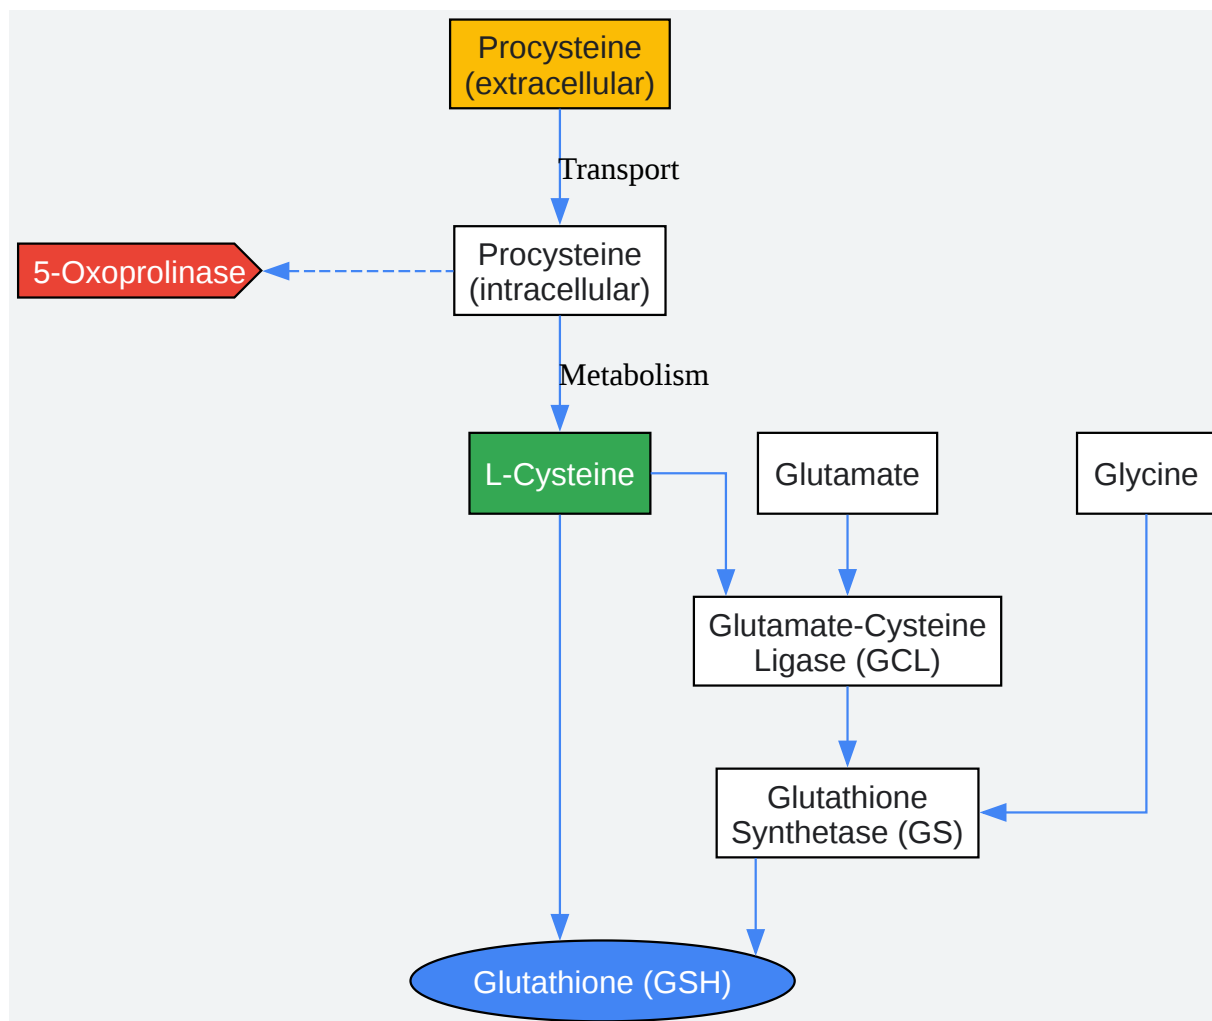 Procysteine
(extracellular)
Transport
Procysteine
(intracellular)
5-Oxoprolinase
Metabolism
L-Cysteine
Glutamate
Glycine
Glutamate-Cysteine
Ligase (GCL)
Glutathione
Synthetase (GS)
Glutathione (GSH)